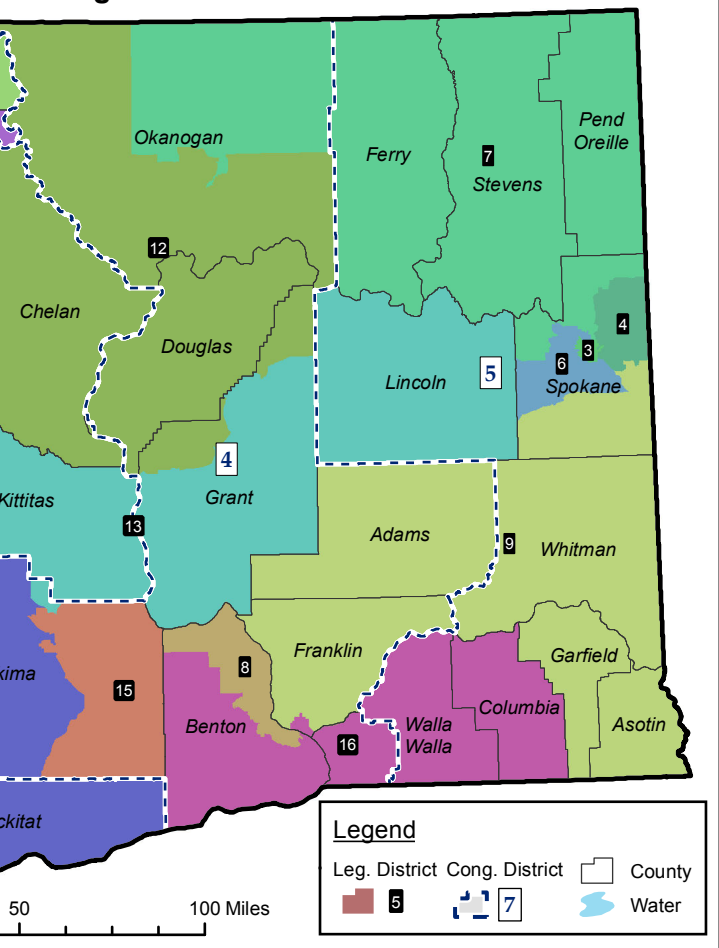 g
Okanogan
Ferry
7
Stevens
Pend
Oreille
12
Chelan
Douglas
Lincoln
5
4
3
6
Spokane
4
Kittitas
Grant
13
Adams
9
Whitman
Franklin
Garfield
8
kima
15
Benton
Columbia
Walla
Walla
16
Asotin
ckitat
Legend
Leg. District
Cong. District
County
5
7
Water
50
100 Miles